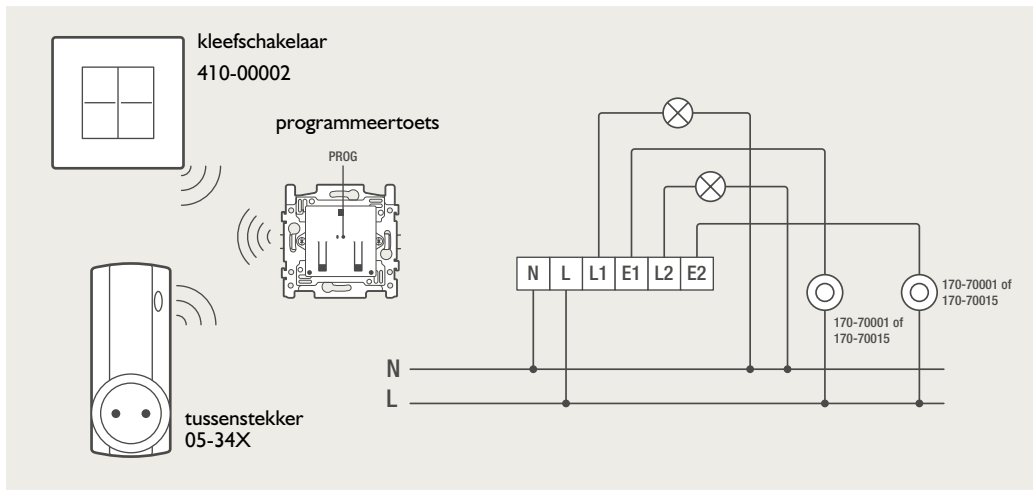 kleefschakelaar
410-00002
programmeertoets
PROG
N L L1 E1 L2 E2
170-70001 of
170-70015
170-70001 of
170-70015
N
L
tussenstekker
05-34X